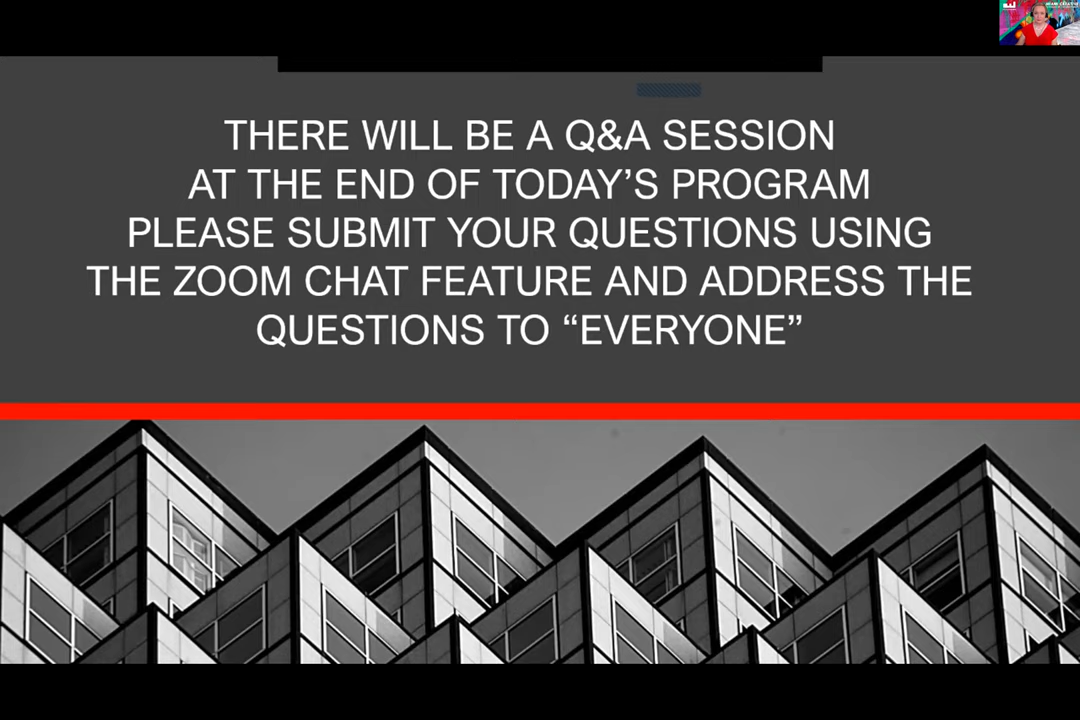 THERE WILL BE A Q&A SESSION
AT THE END OF TODAY’S PROGRAM
PLEASE SUBMIT YOUR QUESTIONS USING
THE ZOOM CHAT FEATURE AND ADDRESS THE
QUESTIONS TO “EVERYONE”